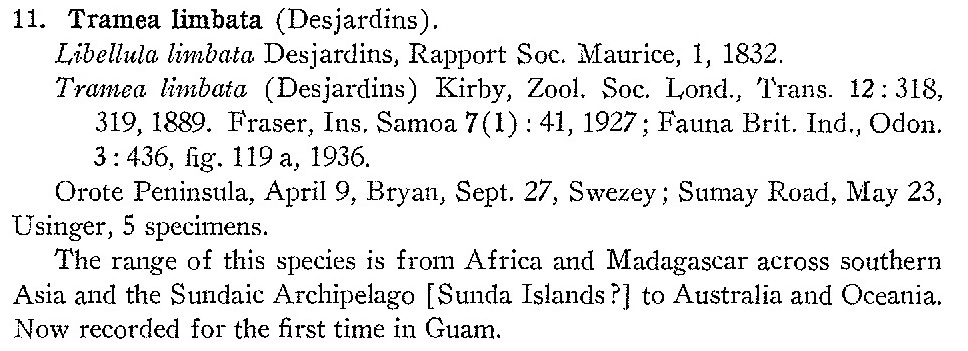 11. Tramea limbata (Desjardins).
Libellula limbata Desjardins, Rapport Soc. Maurice, 1, 1832.
Tramea limbata (Desjardins) Kirby, Zool. Soc. Lond., Trans. 12 : 318,
319, 1889. Fraser, Ins. Samoa 7(1) : 41, 1927; Fauna Brit. Ind., Odon.
3 : 436, fig. 119 a, 1936.
Orote Peninsula, April 9, Bryan, Sept. 27, Swezey; Sumay Road, May 23,
Usinger, 5 specimens.
The range of this species is from Africa and Madagascar across southern
Asia and the Sundaic Archipelago [Sunda Islands?] to Australia and Oceania.
Now recorded for the first time in Guam.